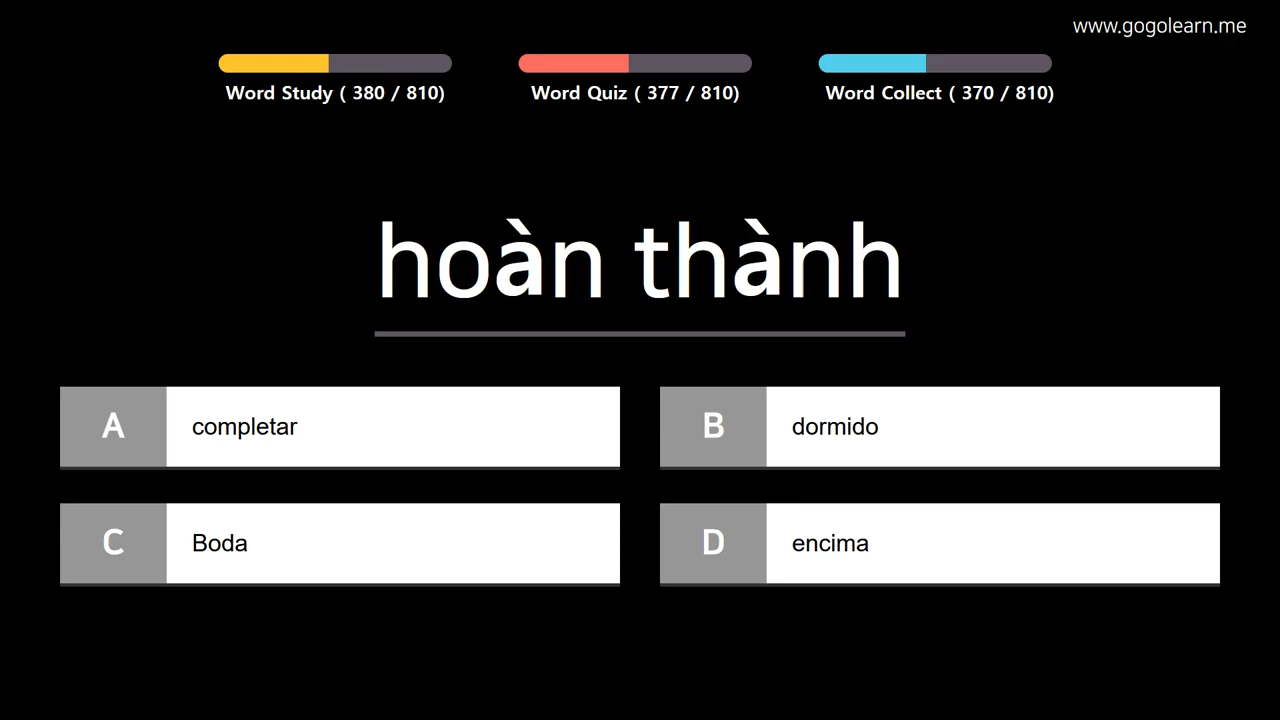 www.gogolearn.me
Word Study ( 380 / 810)
Word Quiz ( 377 / 810)
Word Collect ( 370 / 810)
hoàn thành
A completar
B dormido
C Boda
D encima